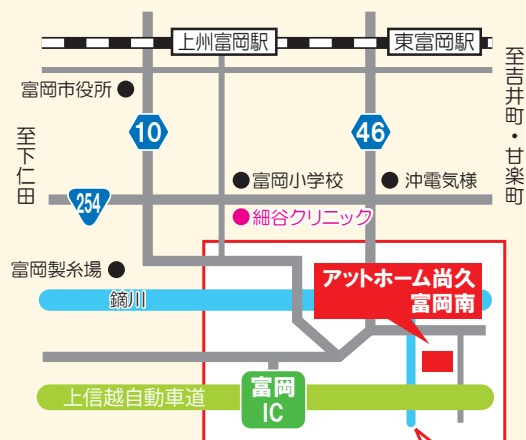 上州富岡駅
東富岡駅
至吉井町・甘楽町
富岡市役所
至下仁田
10
46
富岡小学校
沖電気様
254
細谷クリニック
富岡製糸場
アットホーム尚久
富岡南
鏑川
上信越自動車道
富岡
IC